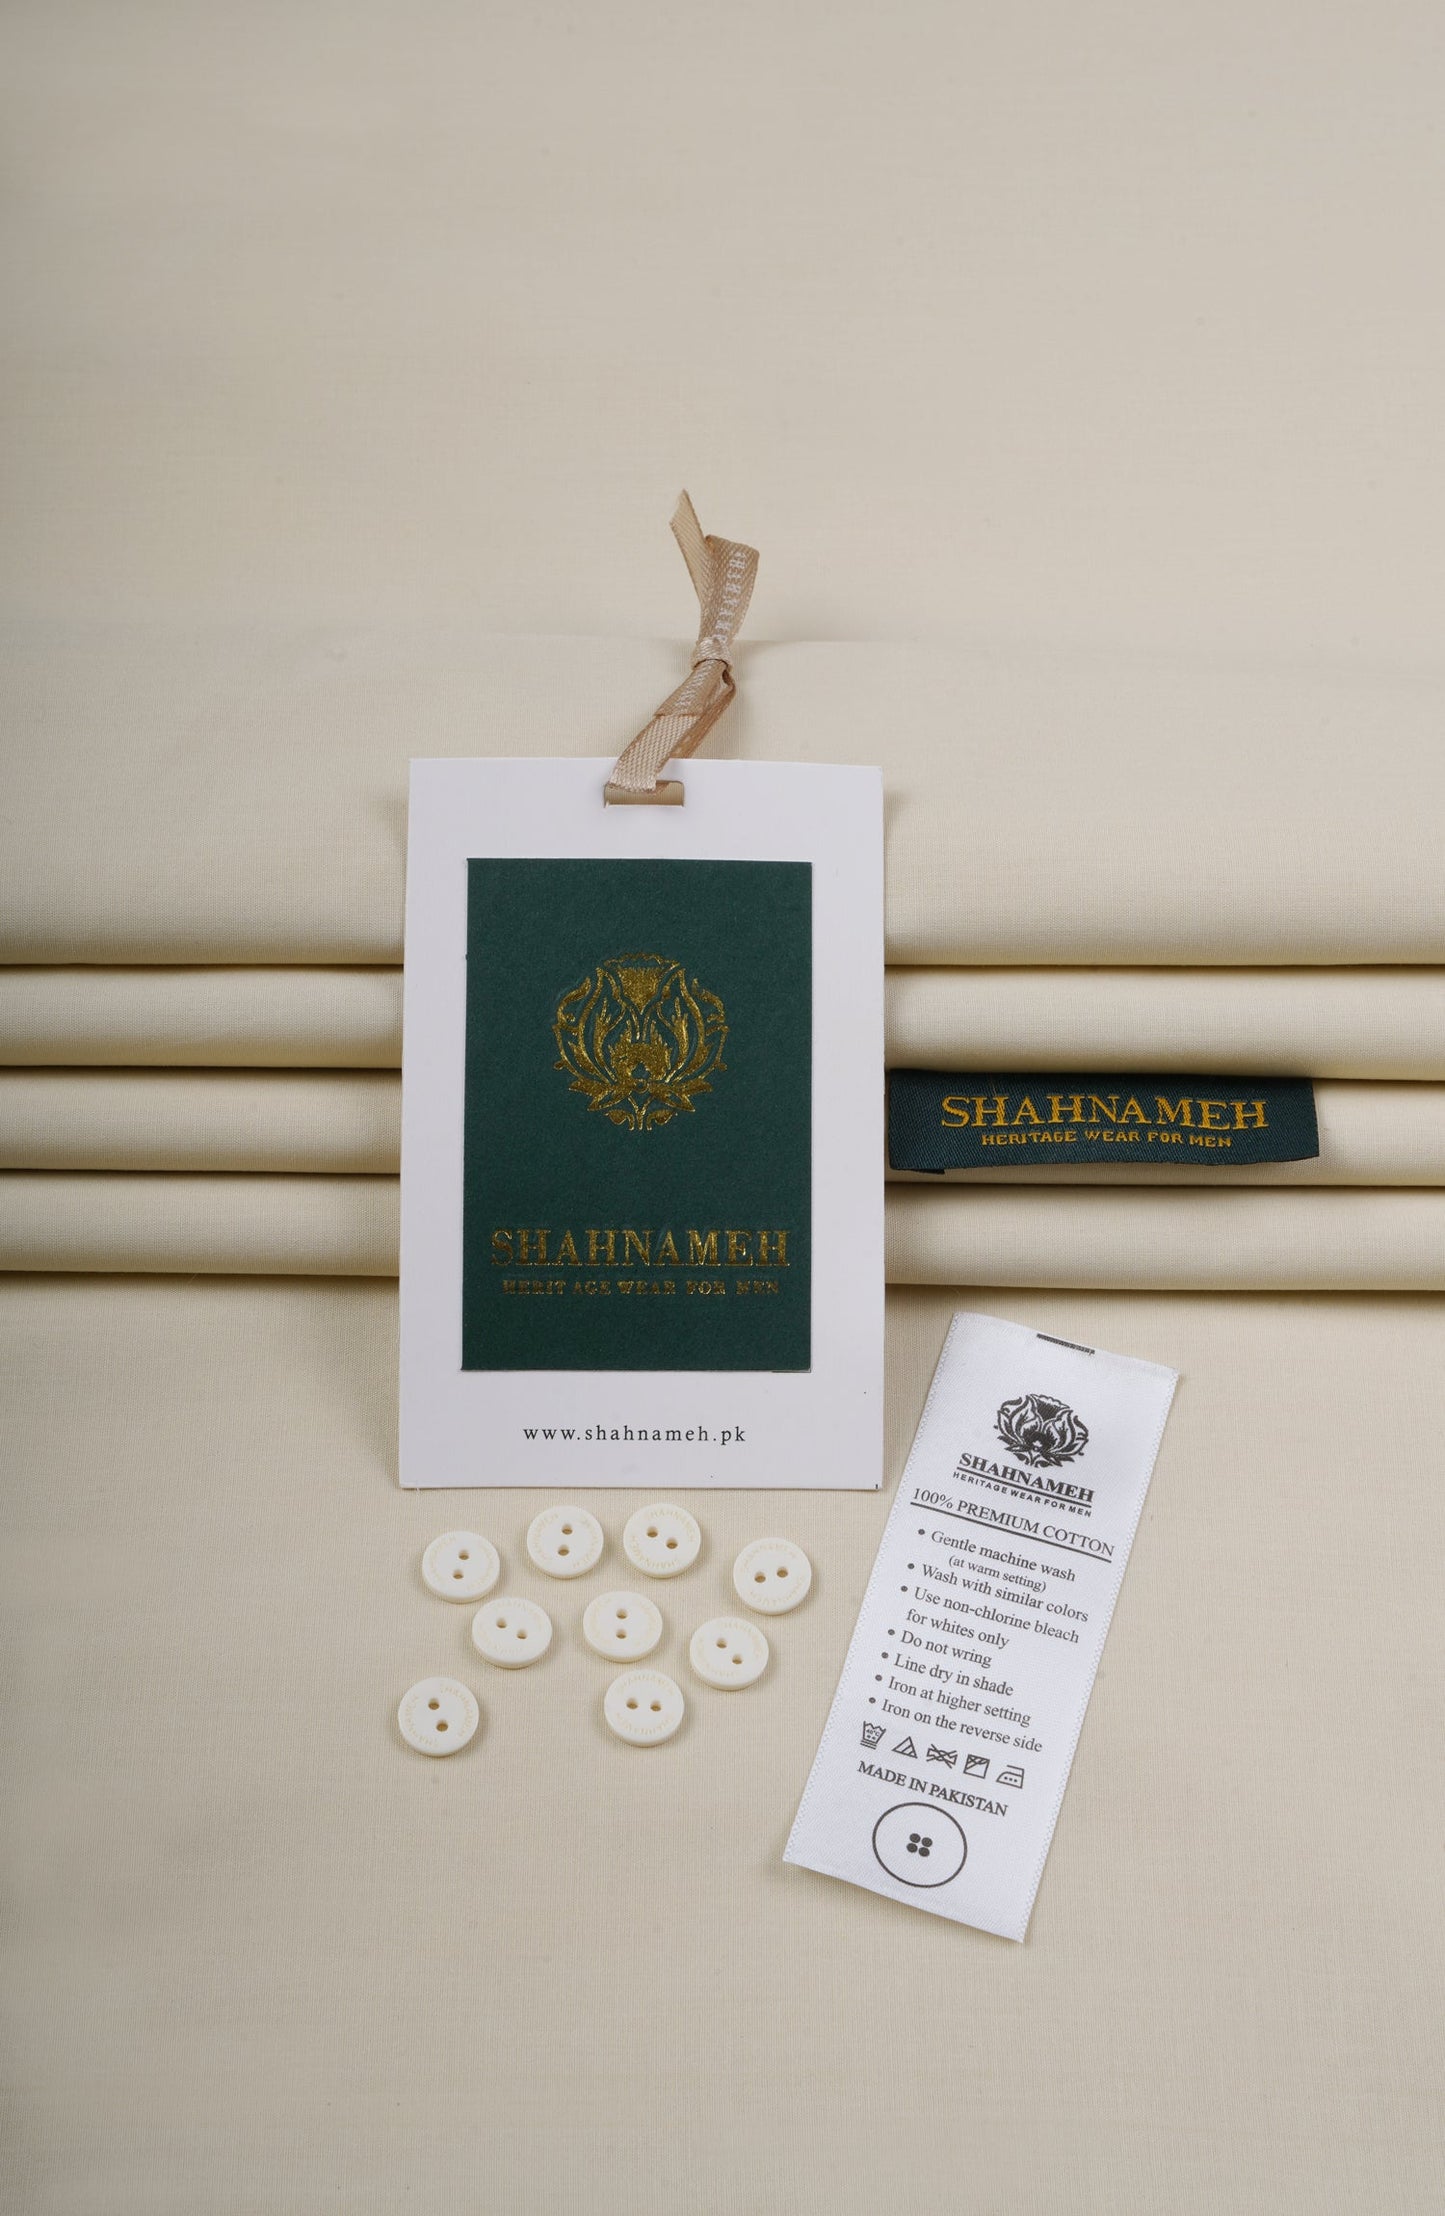 SHAHNAMEH
HERITAGE WEAR FOR MEN
www.shahnameh.pk
SHAHNAMEH
HERITAGE WEAR FOR MEN
SHAHNAMEH
HERITAGE WEAR FOR MEN
100% PREMIUM COTTON
• Gentle machine wash
(at warm setting)
• Wash with similar colors
• Use non-chlorine bleach
for whites only
• Do not wring
• Line dry in shade
• Iron at higher setting
• Iron on the reverse side
MADE IN PAKISTAN